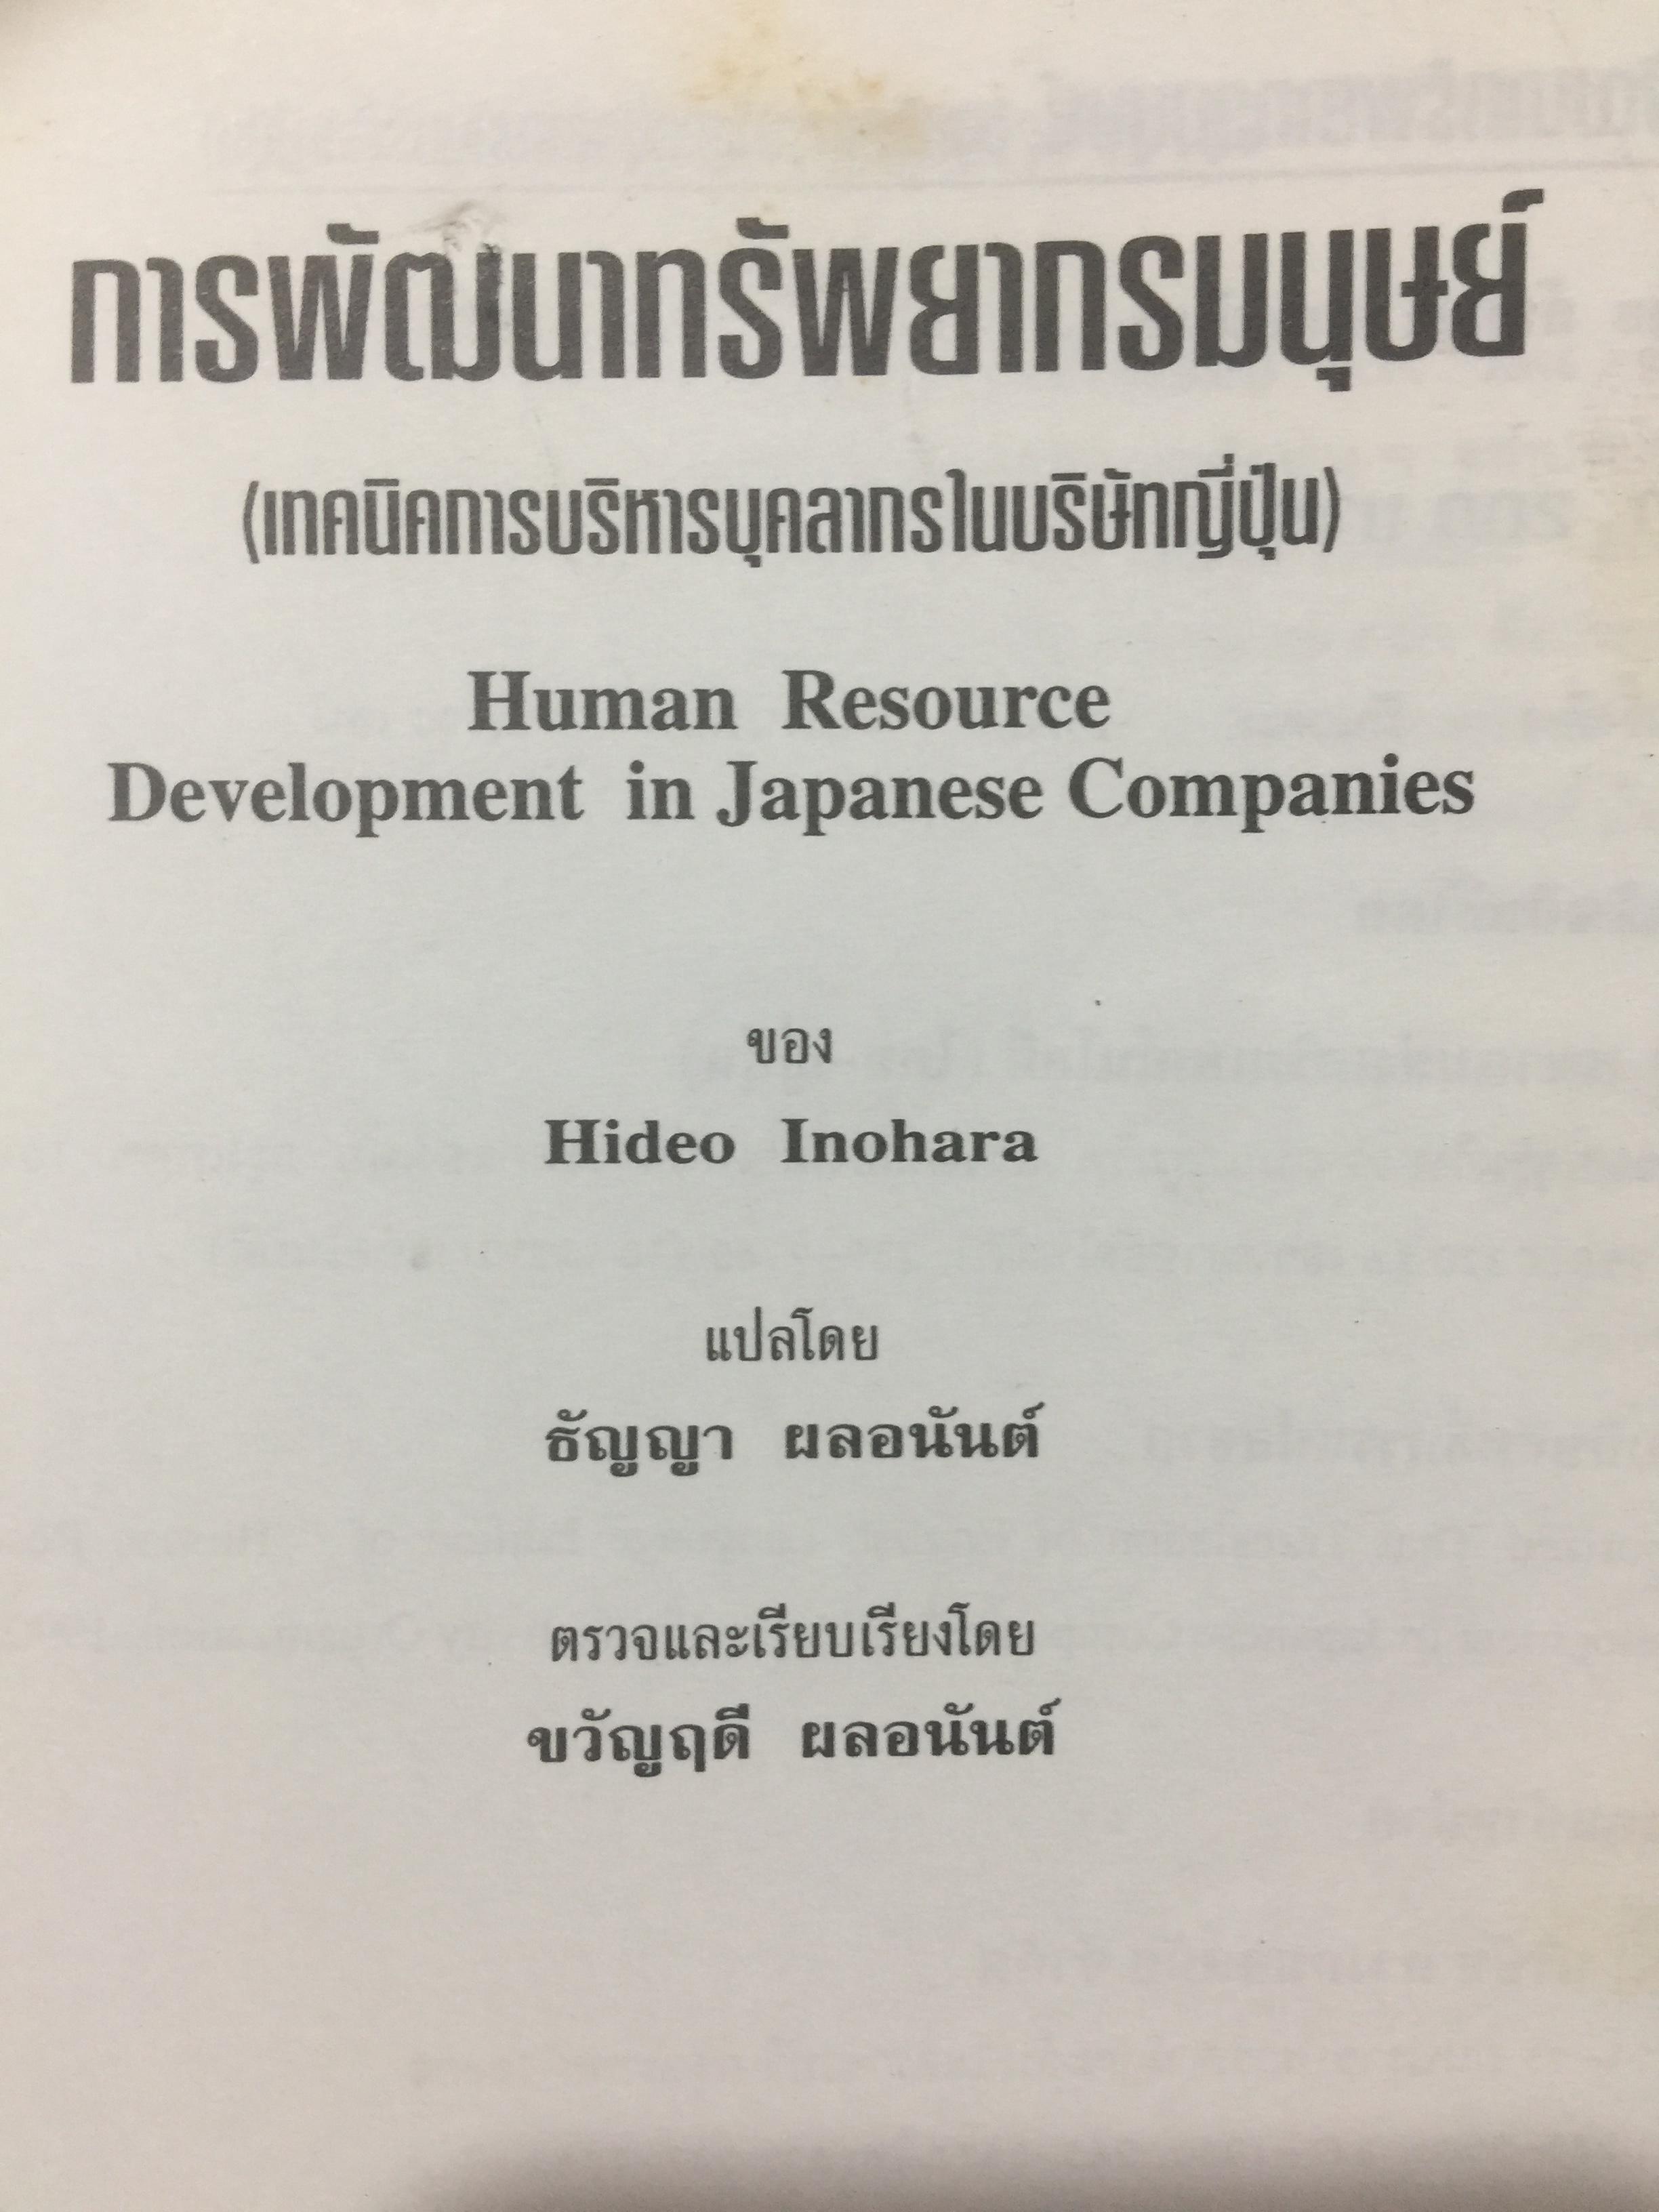 การพัฒนาทรัพยากรมนุษย์
(เทคนิคการบริหารบุคลากรในบริษัทญี่ปุ่น)
Human Resource
Development in Japanese Companies
ของ
Hideo Inohara
แปลโดย
ธัญญา ผลอนันต์
ตรวจและเรียบเรียงโดย
ขวัญฤดี ผลอนันต์